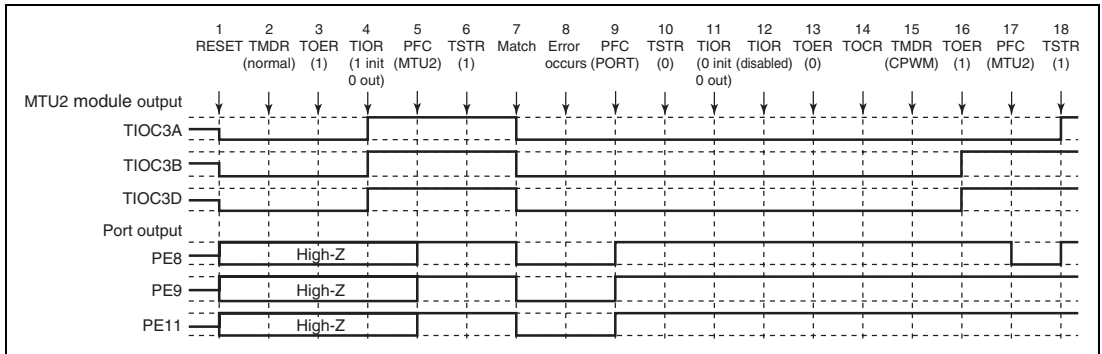 1 2 3 4 5 6 7 8 9 10 11 12 13 14 15 16 17 18
RESET TMDR TOER TIOR PFC TSTR Match Error PFC TSTR TIOR TIOR TOER TOCR TMDR TOER PFC TSTR
(normal) (1) (1 init (MTU2) (1) occurs (PORT) (0) (0 init (disabled) (0) (CPWM) (1) (MTU2) (1)
0 out) 0 out)
MTU2 module output
TIOC3A
TIOC3B
TIOC3D
Port output
PE8 High-Z
PE9 High-Z
PE11 High-Z